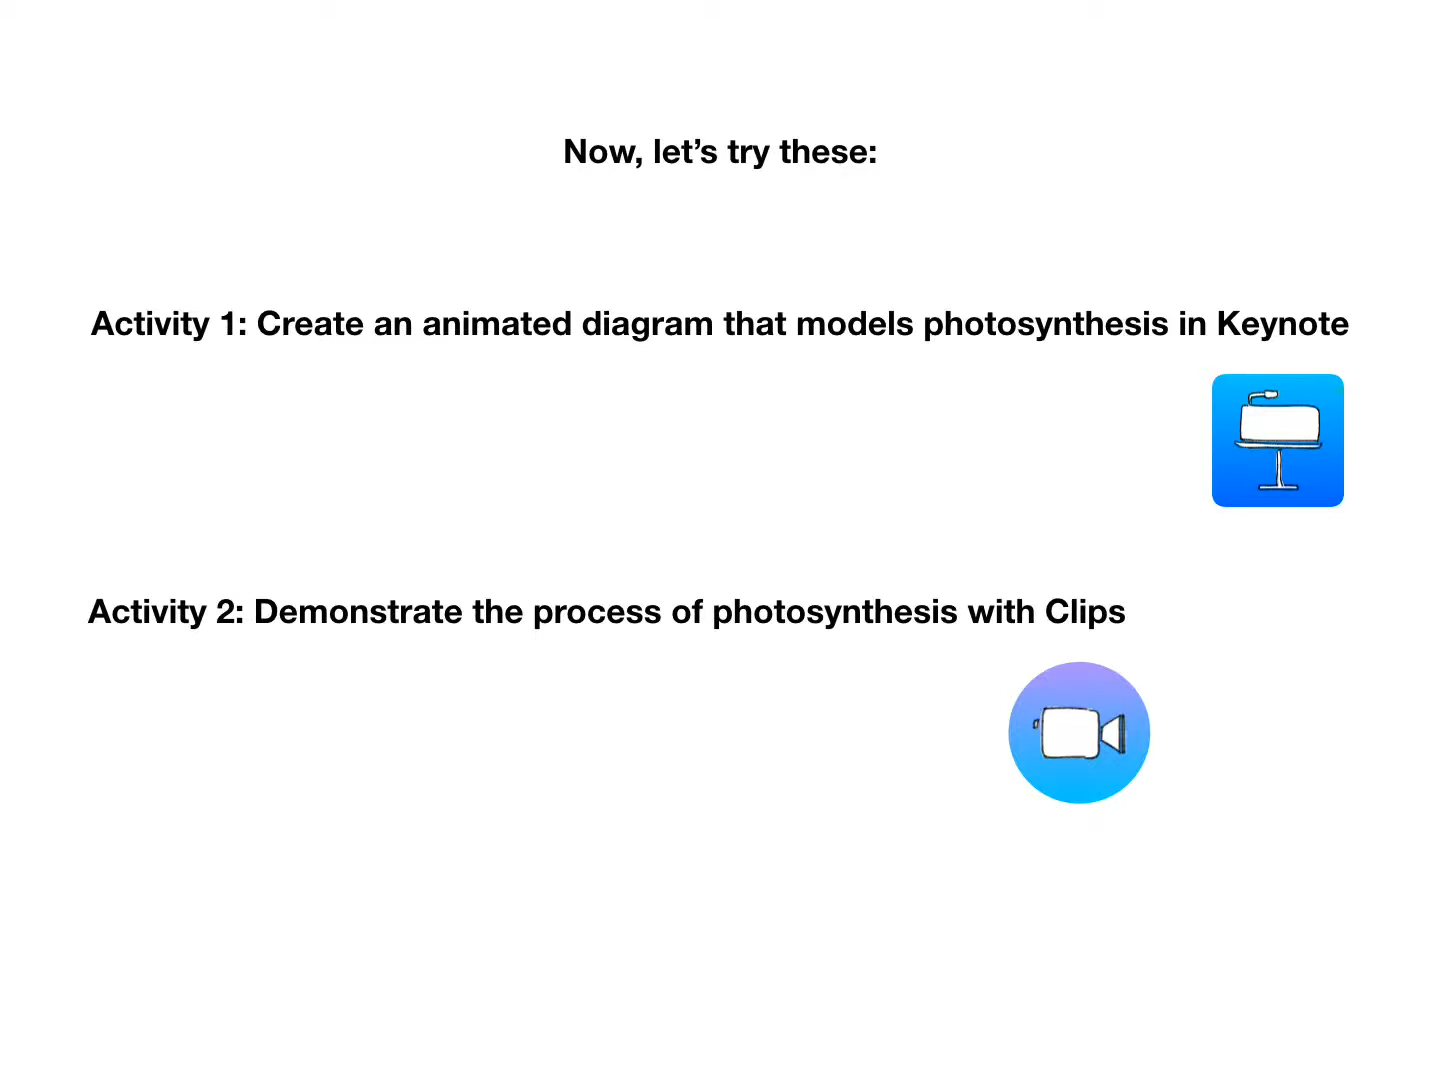 Now, let’s try these:
Activity 1: Create an animated diagram that models photosynthesis in Keynote
Activity 2: Demonstrate the process of photosynthesis with Clips